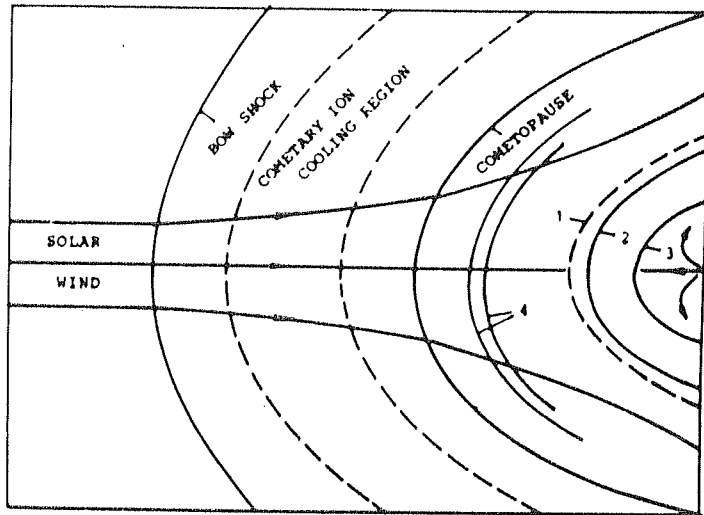 BOW SHOCK
COMETARY ION
COOLING REGION
COMETOPAUSE
1
2
3
4
SOLAR
WIND